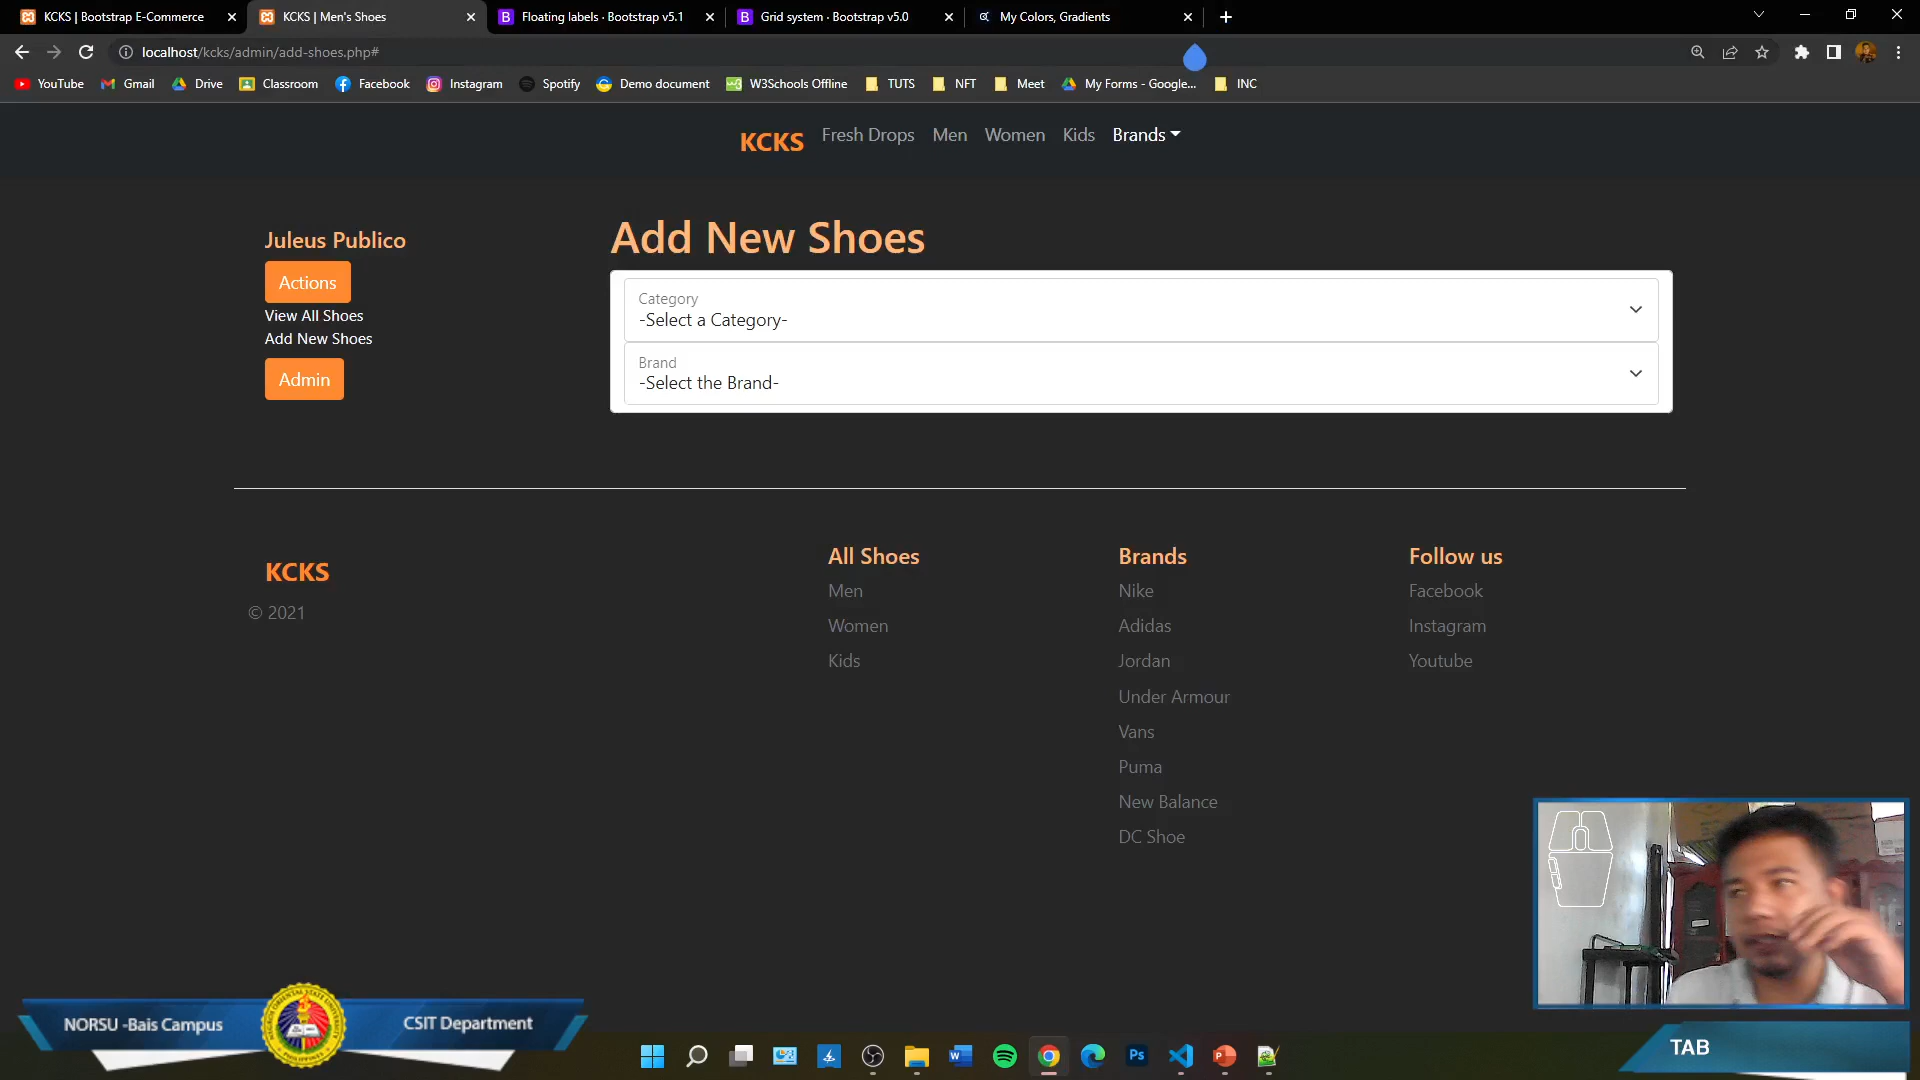 KCKS | Bootstrap E-Commerce
KCKS | Men's Shoes
Floating labels · Bootstrap v5.1
Grid system · Bootstrap v5.0
My Colors, Gradients
localhost/kcks/admin/add-shoes.php#
YouTube
Gmail
Drive
Classroom
Facebook
Instagram
Spotify
Demo document
W3Schools Offline
TUTS
NFT
Meet
My Forms - Google...
INC
KCKS
Fresh Drops
Men
Women
Kids
Brands
Juleus Publico
Actions
View All Shoes
Add New Shoes
Admin
Add New Shoes
Category
-Select a Category-
Brand
-Select the Brand-
KCKS
© 2021
All Shoes
Men
Women
Kids
Brands
Nike
Adidas
Jordan
Under Armour
Vans
Puma
New Balance
DC Shoe
Follow us
Facebook
Instagram
Youtube
NORSU -Bais Campus
CSIT Department
Ps
TAB